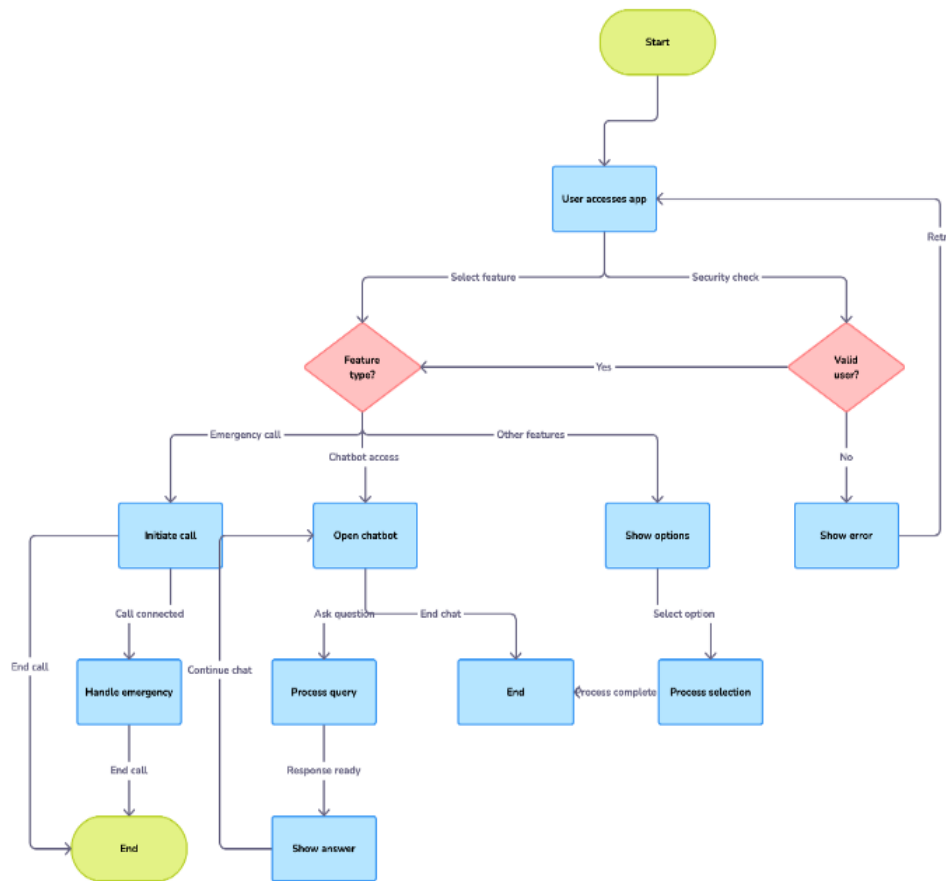 Start
User accesses app
Retr
Select feature
Security check
Feature
type?
Yes
Valid
user?
Emergency call
Other features
Chatbot access
No
Initiate call
Open chatbot
Show options
Show error
Call connected
Ask question
End chat
Select option
End call
Continue chat
Handle emergency
Process query
End
Process complete
Process selection
End call
Response ready
End
Show answer